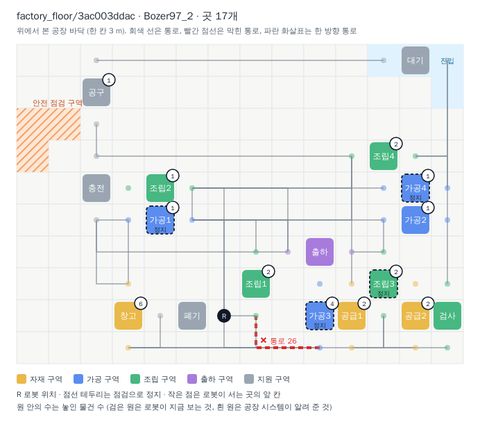 factory_floor/3ac003ddac · Bozer97_2 · 곳 17개
위에서 본 공장 바닥 (한 칸 3 m). 회색 선은 통로, 빨간 점선은 막힌 통로, 파란 화살표는 한 방향 통로
대기
진입
공구 1
안전 점검 구역
조립4 2
충전
조립2 1
가공4 1
정지
가공1 1
정지
가공2 1
출하
조립1 2
조립3 2
정지
창고 6
폐기
R
가공3 4
정지
공급1 2
공급2 2
검사
✕ 통로 26
자재 구역
가공 구역
조립 구역
출하 구역
지원 구역
R 로봇 위치 · 점선 테두리는 점검으로 정지 · 작은 점은 로봇이 서는 곳의 앞 칸
원 안의 수는 놓인 물건 수 (검은 원은 로봇이 지금 보는 것, 흰 원은 공장 시스템이 알려 준 것)